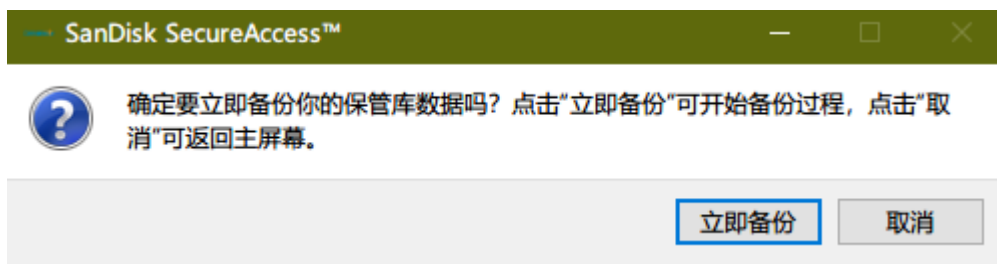 SanDisk SecureAccess™
确定要立即备份你的保管库数据吗？点击"立即备份"可开始备份过程，点击"取
消"可返回主屏幕。
立即备份 取消